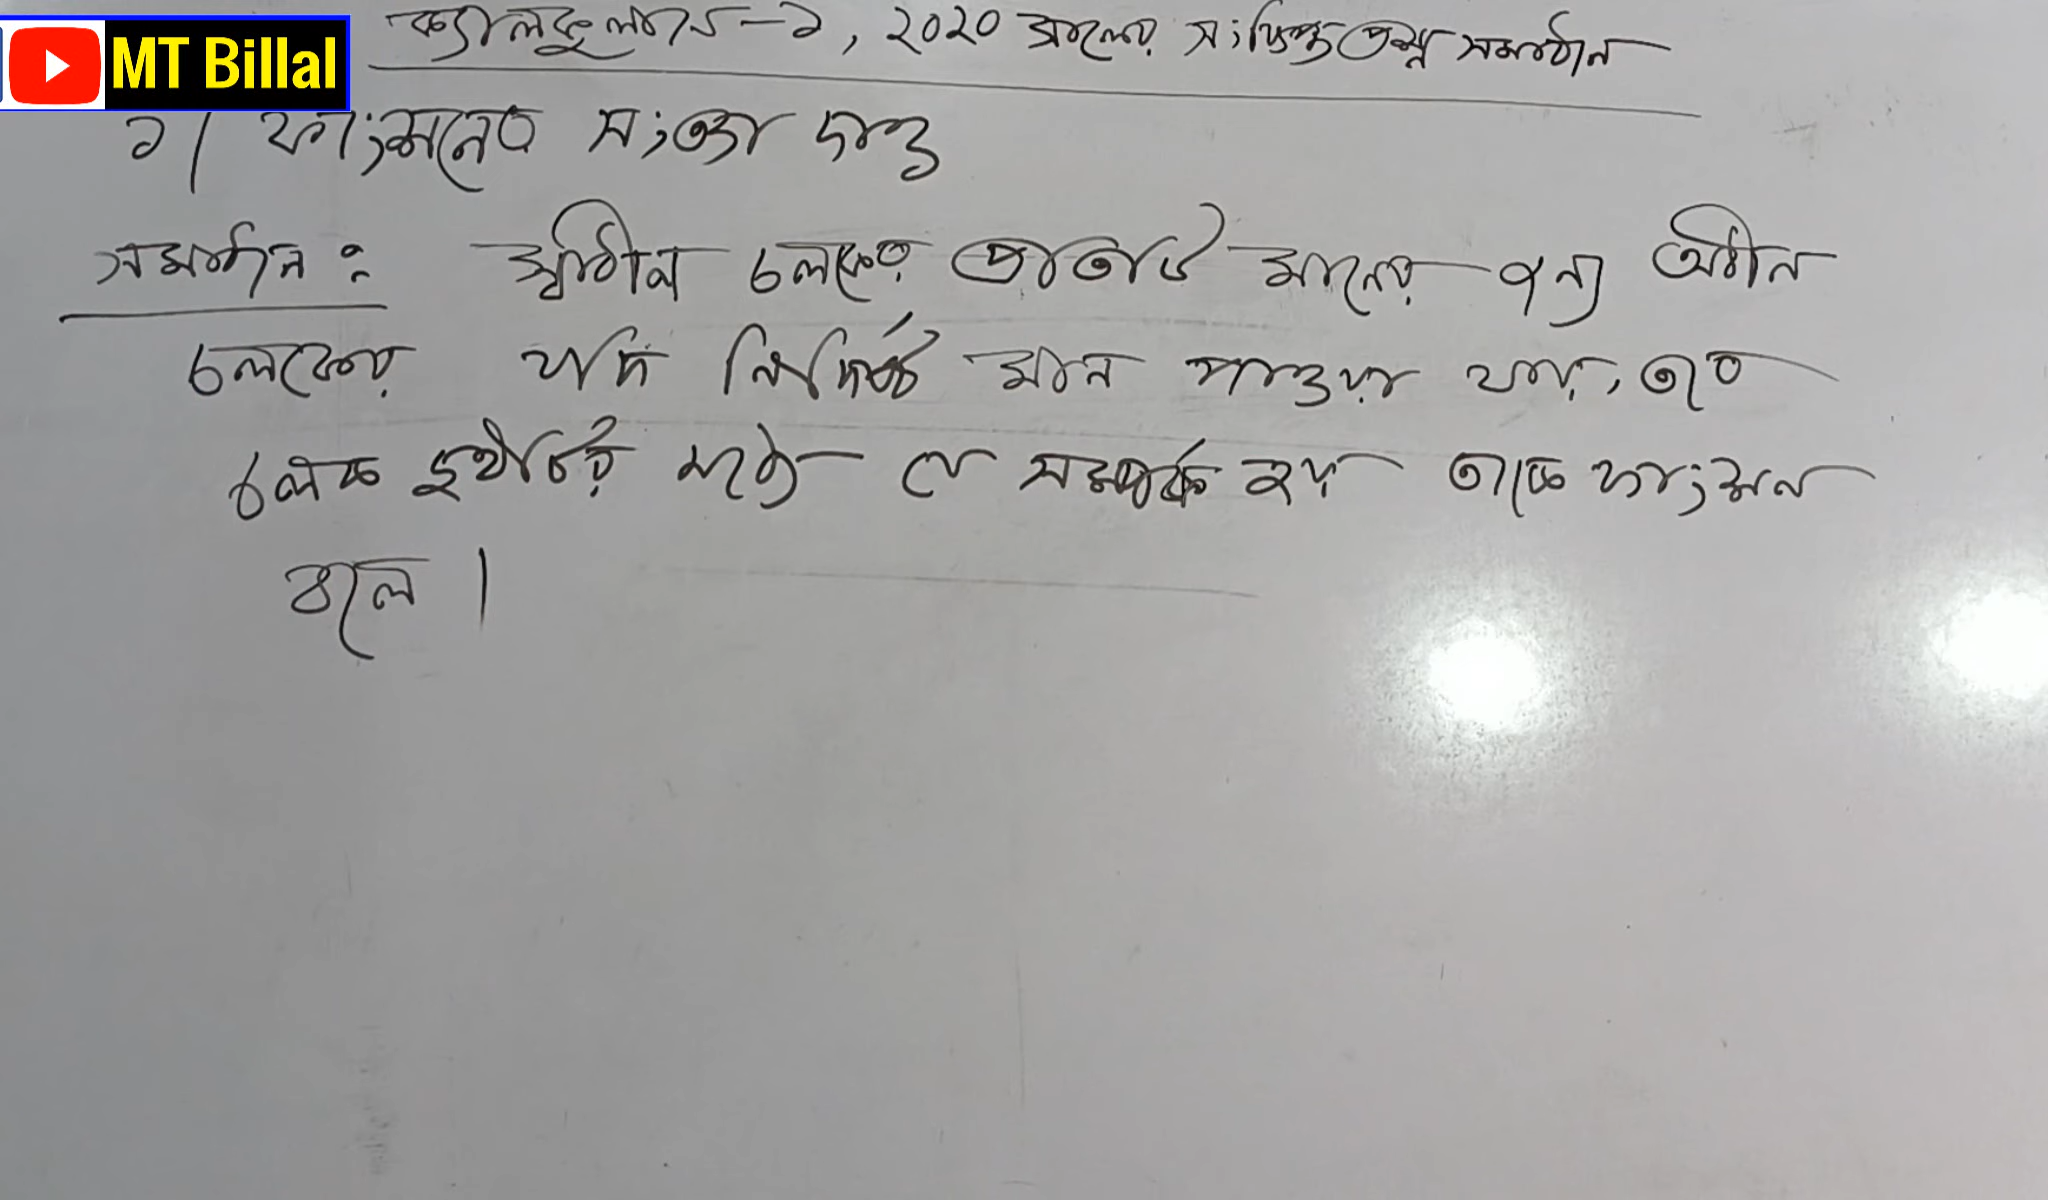 MT Billal
ক্যালকুলাস-১, ২০২০ সালের সংক্ষিপ্ত প্রশ্ন সমাধান
১। ফাংশনের সংজ্ঞা দাও
সমাধান : স্বাধীন চলকের প্রতিটি মানের জন্য অধীন
চলকের যদি নির্দিষ্ট মান পাওয়া যায়, তবে
চলক দুইটির মধ্যে যে সম্পর্ক হয় তাকে ফাংশন
বলে।